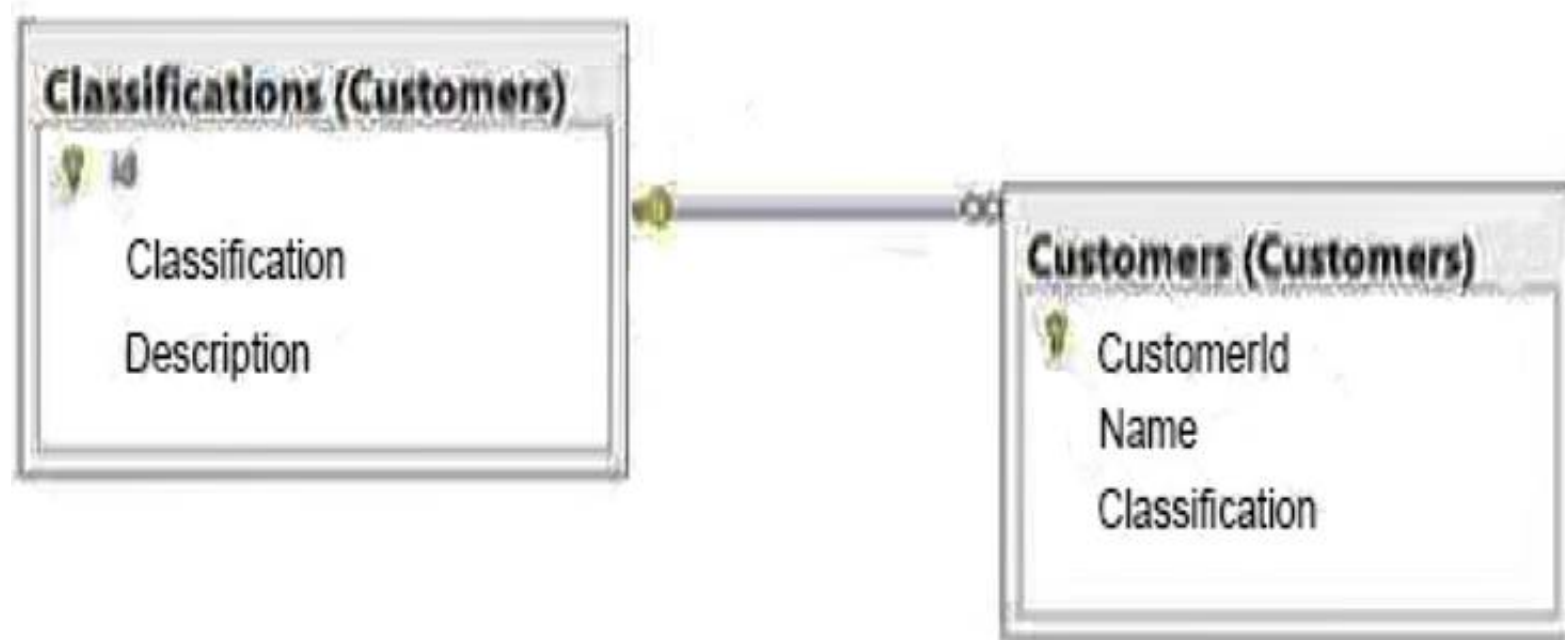 Classifications (Customers)
Id
Classification
Description
Customers (Customers)
CustomerId
Name
Classification